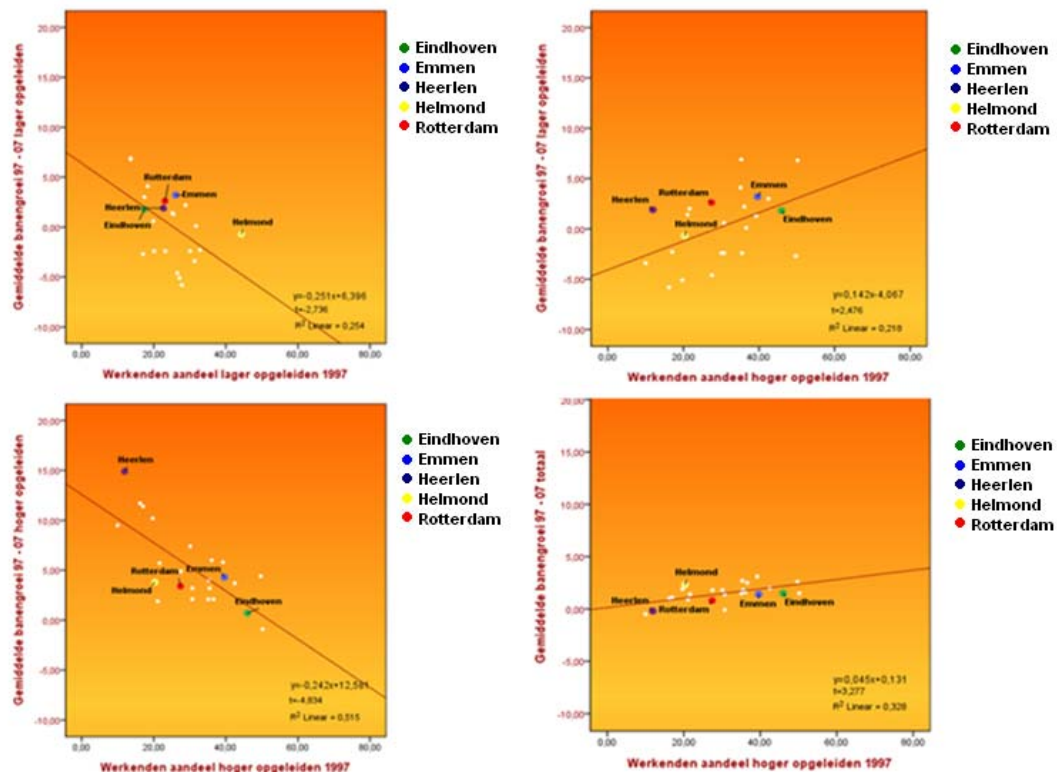 Gemiddelde banengroei 97 - 07 lager opgeleiden
20,00
15,00
10,00
5,00
0,00
-5,00
-10,00
Rotterdam
Emmen
Heerlen
Eindhoven
Helmond
y=-0,251x+6,396
t=-2,736
R² Linear = 0,254
0,00 20,00 40,00 60,00 80,00
Werkenden aandeel lager opgeleiden 1997
Eindhoven
Emmen
Heerlen
Helmond
Rotterdam
Gemiddelde banengroei 97 - 07 lager opgeleiden
20,00
15,00
10,00
5,00
0,00
-5,00
-10,00
Emmen
Rotterdam
Heerlen
Helmond
Eindhoven
y=0,142x-4,067
t=2,476
R² Linear = 0,218
0,00 20,00 40,00 60,00 80,00
Werkenden aandeel hoger opgeleiden 1997
Eindhoven
Emmen
Heerlen
Helmond
Rotterdam
Gemiddelde banengroei 97 - 07 hoger opgeleiden
20,00
15,00
10,00
5,00
0,00
-5,00
-10,00
Heerlen
Rotterdam Emmen
Helmond
Eindhoven
y=-0,242x+12,561
t=-4,834
R² Linear = 0,515
0,00 20,00 40,00 60,00 80,00
Werkenden aandeel hoger opgeleiden 1997
Eindhoven
Emmen
Heerlen
Helmond
Rotterdam
Gemiddelde banengroei 97 - 07 totaal
20,00
15,00
10,00
5,00
0,00
-5,00
-10,00
Helmond
Heerlen
Rotterdam
Emmen
Eindhoven
y=0,045x+0,131
t=3,277
R² Linear = 0,328
0,00 20,00 40,00 60,00 80,00
Werkenden aandeel hoger opgeleiden 1997
Eindhoven
Emmen
Heerlen
Helmond
Rotterdam